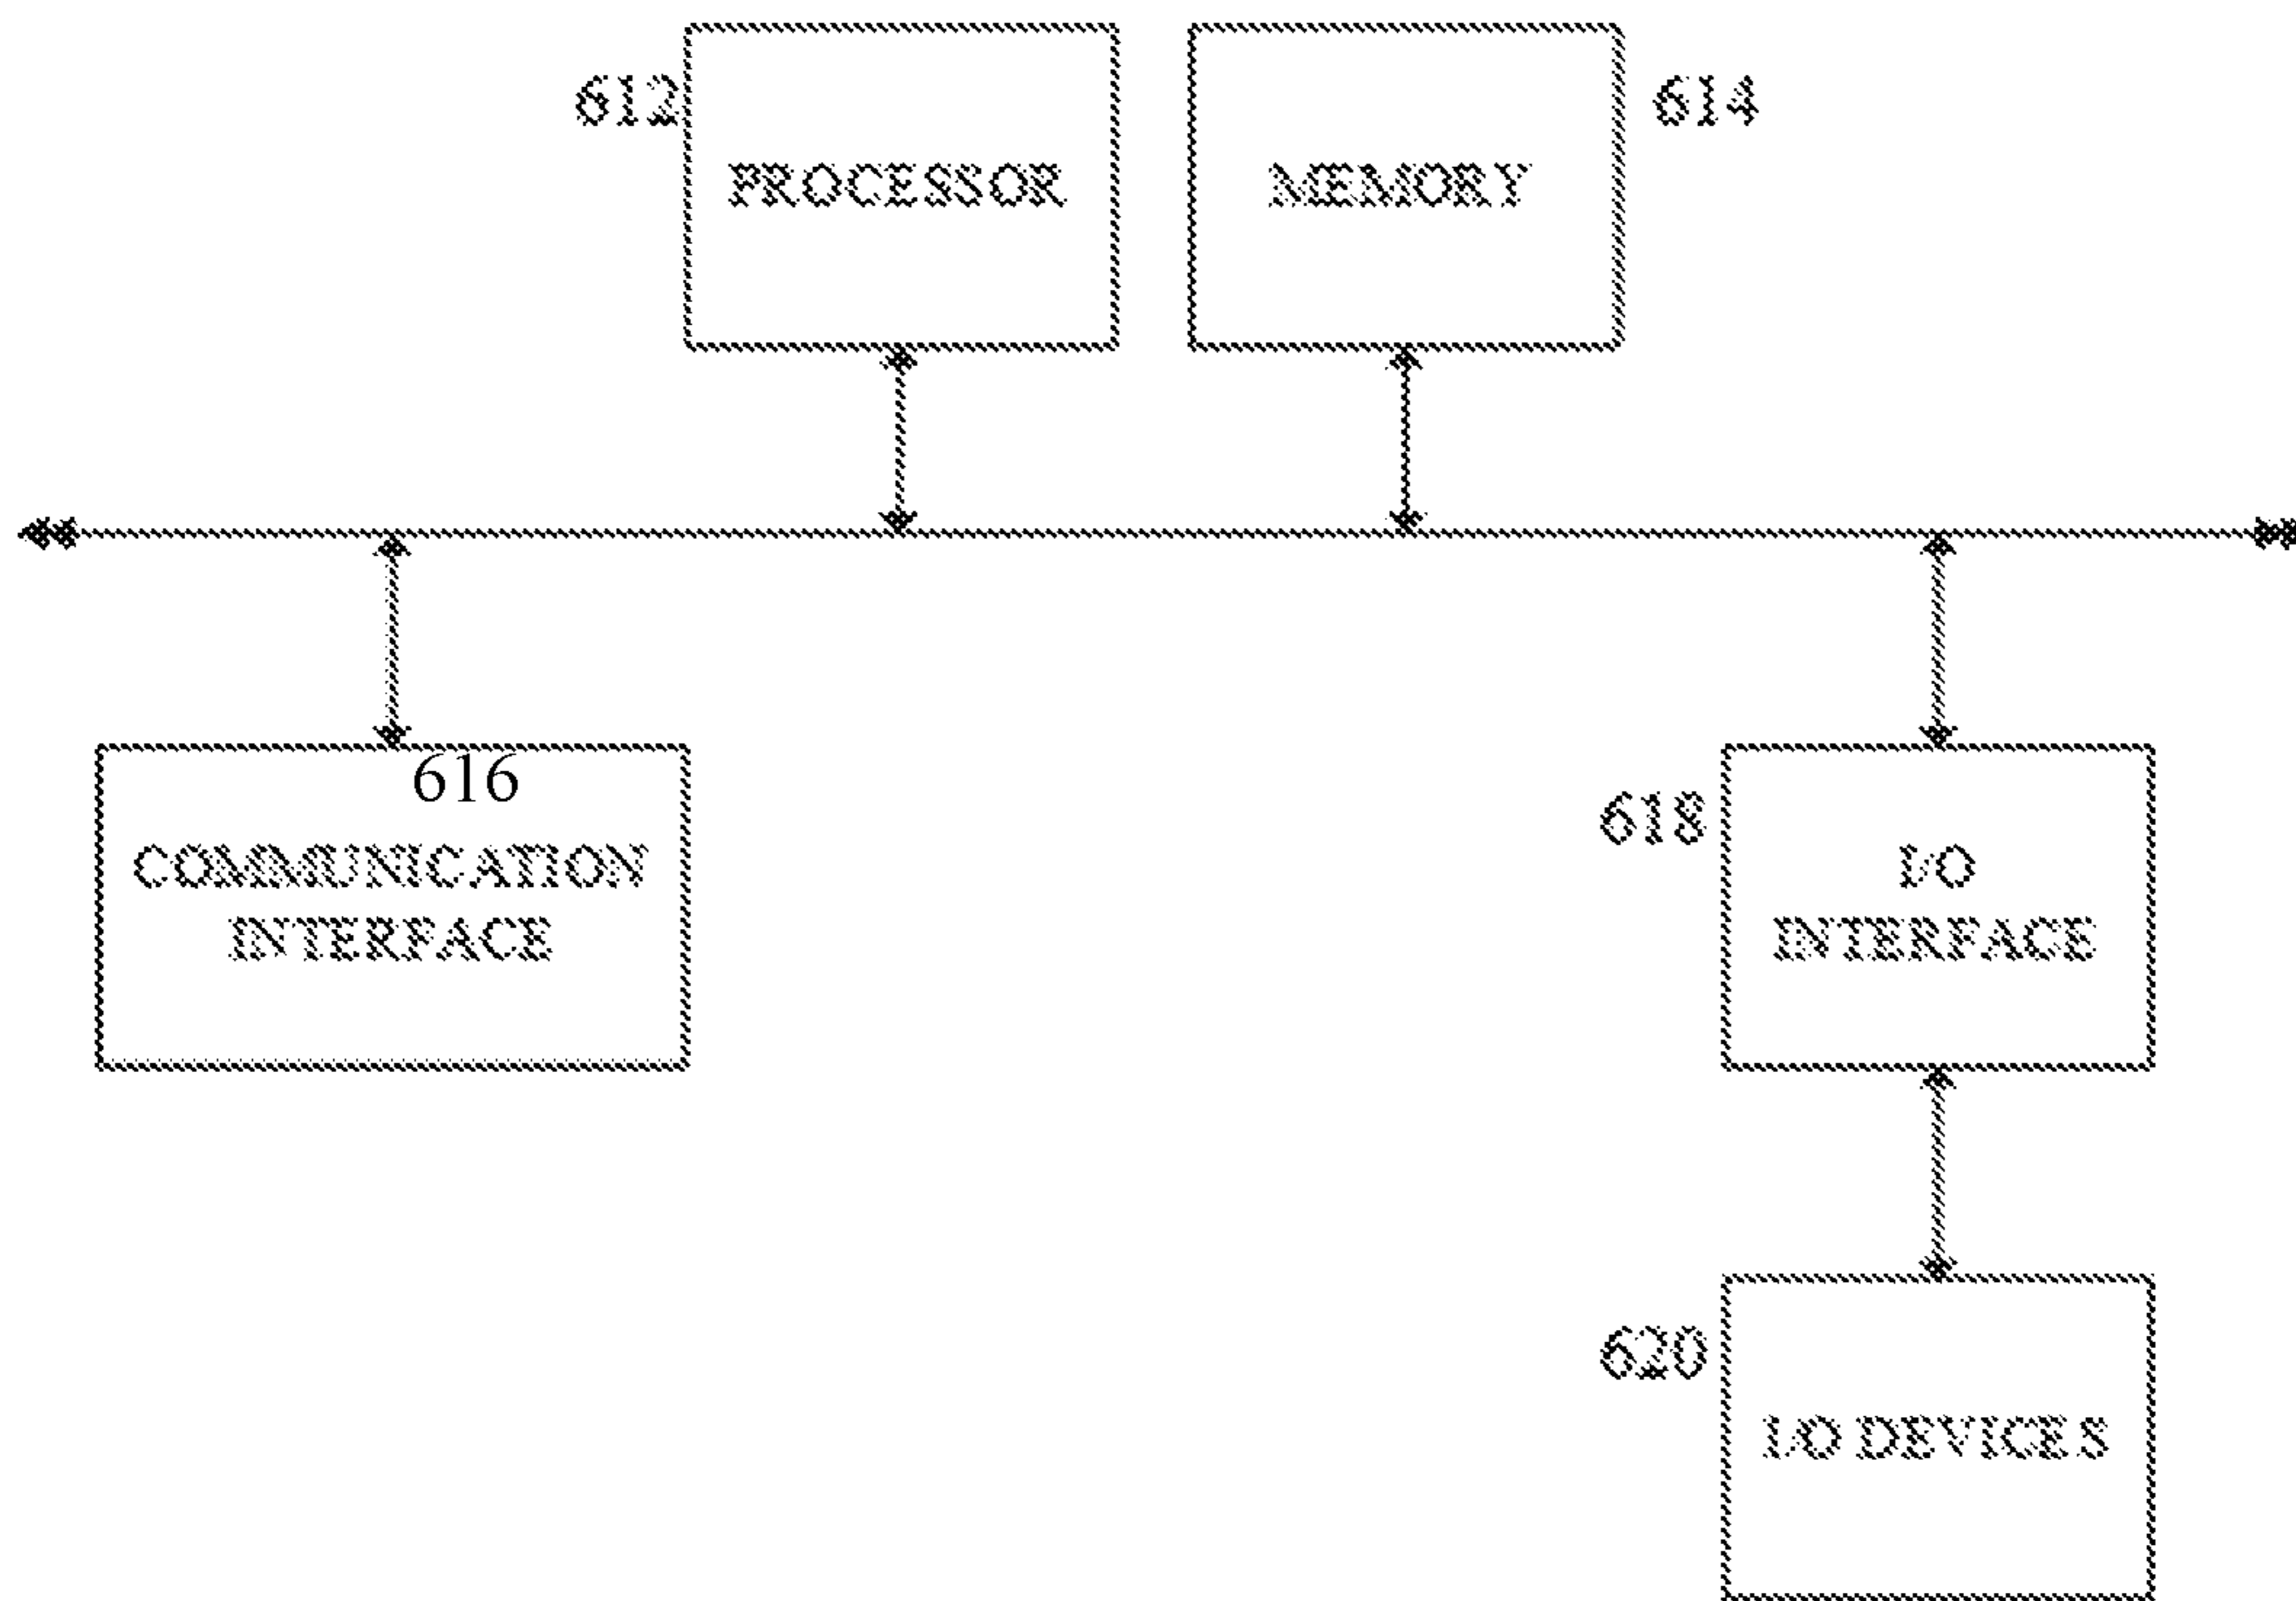 612
PROCESSOR
MEMORY
614
616
COMMUNICATION
INTERFACE
618
I/O
INTERFACE
620
I/O DEVICES